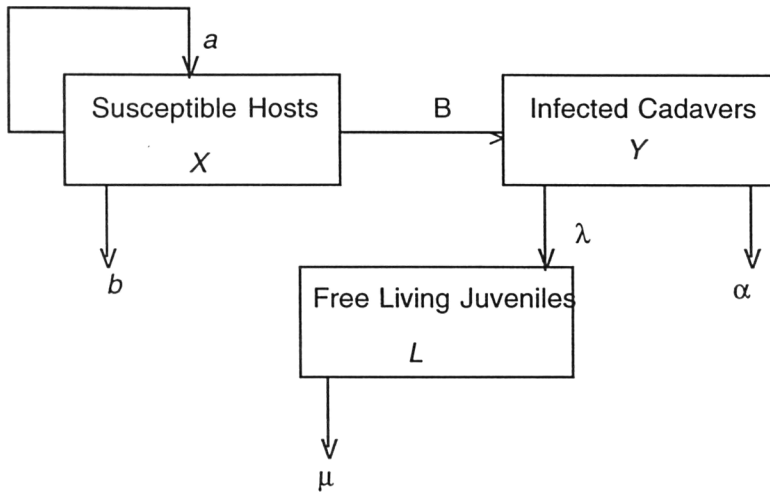 a
Susceptible Hosts
X
B
Infected Cadavers
Y
b
λ
α
Free Living Juveniles
L
μ